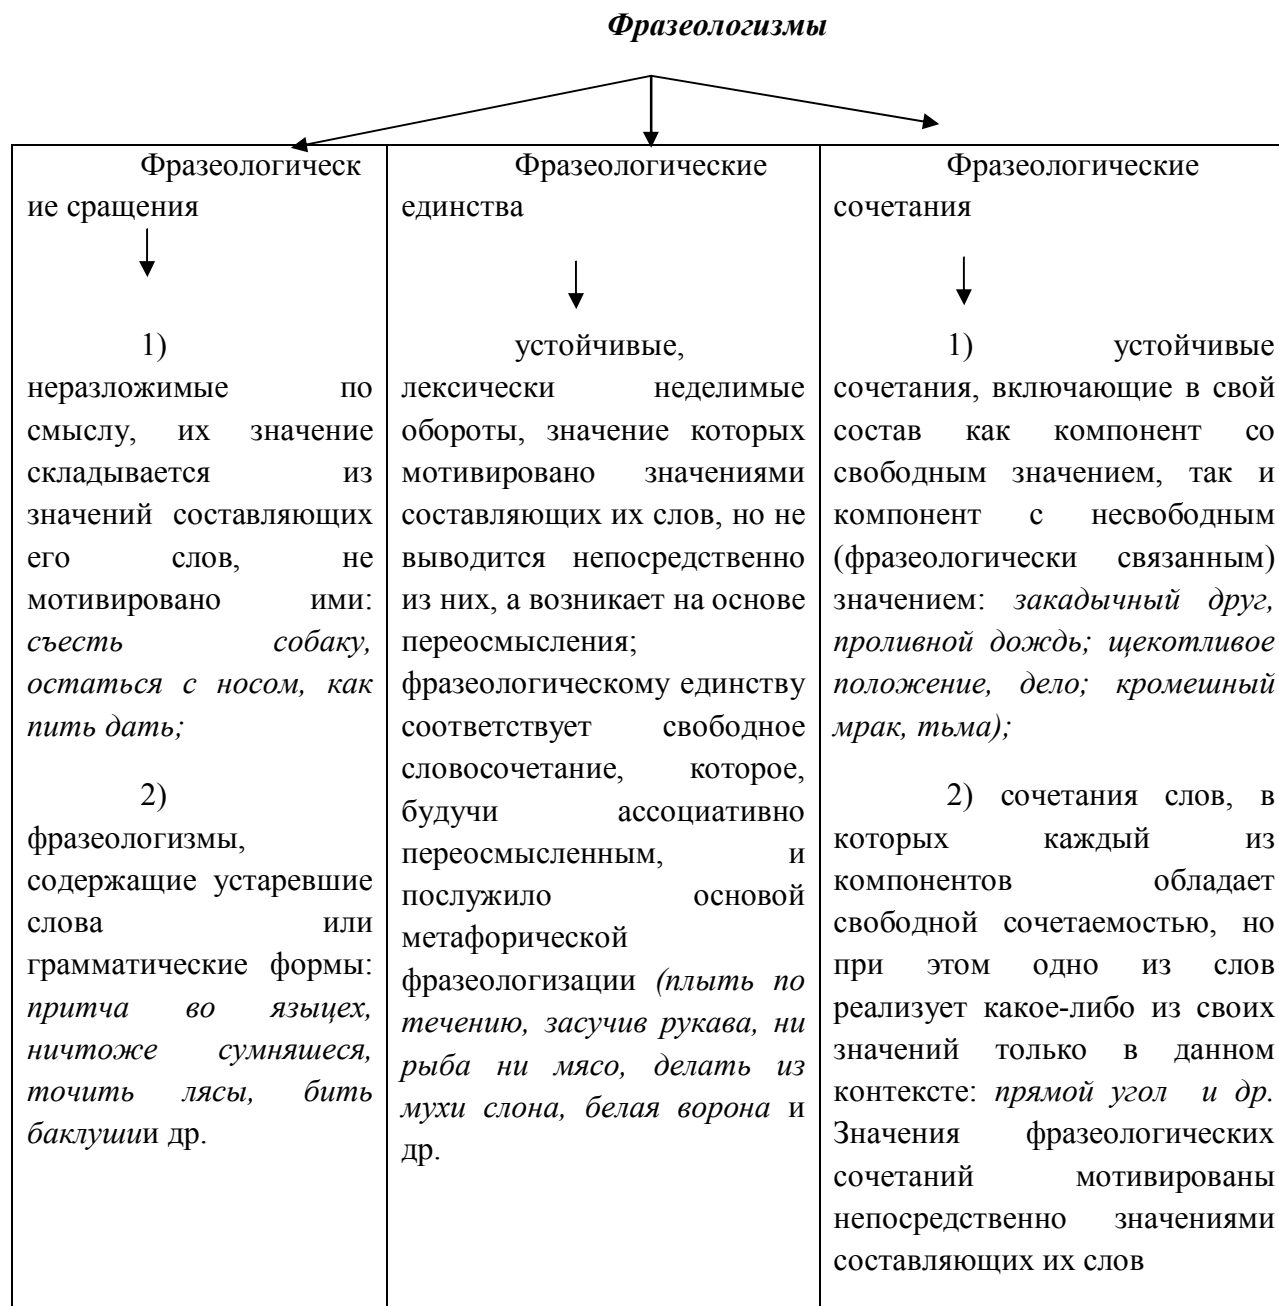 Фразеологизмы
Фразеологическ
ие сращения
1)
неразложимые по
смыслу, их значение
складывается из
значений составляющих
его слов, не
мотивировано ими:
съесть собаку,
остаться с носом, как
пить дать;
2)
фразеологизмы,
содержащие устаревшие
слова или
грамматические формы:
притча во языцех,
ничтоже сумняшеся,
точить лясы, бить
баклушии др.
Фразеологические
единства
устойчивые,
лексически неделимые
обороты, значение которых
мотивировано значениями
составляющих их слов, но не
выводится непосредственно
из них, а возникает на основе
переосмысления;
фразеологическому единству
соответствует свободное
словосочетание, которое,
будучи ассоциативно
переосмысленным, и
послужило основой
метафорической
фразеологизации (плыть по
течению, засучив рукава, ни
рыба ни мясо, делать из
мухи слона, белая ворона и
др.
Фразеологические
сочетания
1) устойчивые
сочетания, включающие в свой
состав как компонент со
свободным значением, так и
компонент с несвободным
(фразеологически связанным)
значением: закадычный друг,
проливной дождь; щекотливое
положение, дело; кромешный
мрак, тьма);
2) сочетания слов, в
которых каждый из
компонентов обладает
свободной сочетаемостью, но
при этом одно из слов
реализует какое-либо из своих
значений только в данном
контексте: прямой угол и др.
Значения фразеологических
сочетаний мотивированы
непосредственно значениями
составляющих их слов